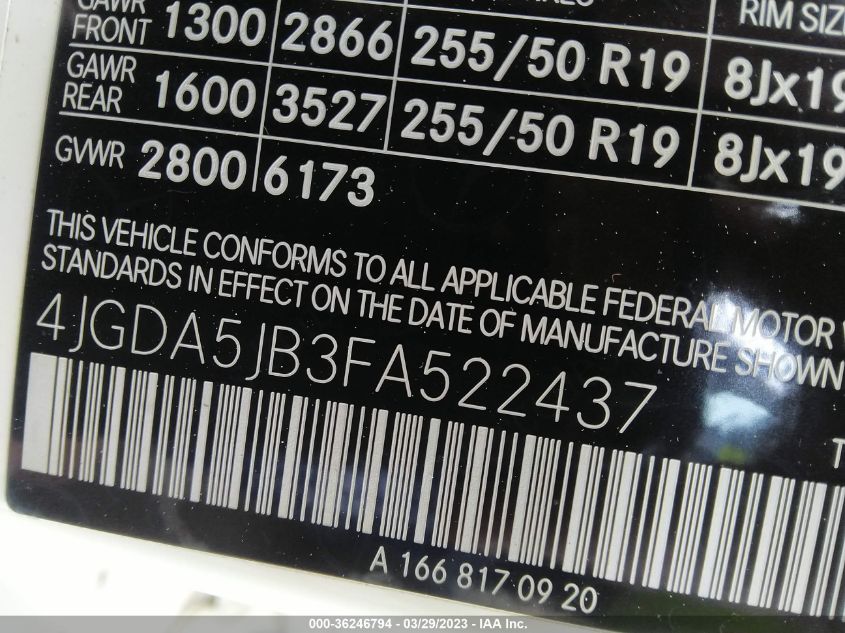 GAWR
FRONT 1300 2866 255/50 R19 8Jx19
RIM SIZE
GAWR
REAR 1600 3527 255/50 R19 8Jx19
GVWR 2800 6173
THIS VEHICLE CONFORMS TO ALL APPLICABLE FEDERAL MOTOR
STANDARDS IN EFFECT ON THE DATE OF MANUFACTURE SHOWN
4JGDA5JB3FA522437
A 166 817 09 20
000-36246794 - 03/29/2023 - IAA Inc.